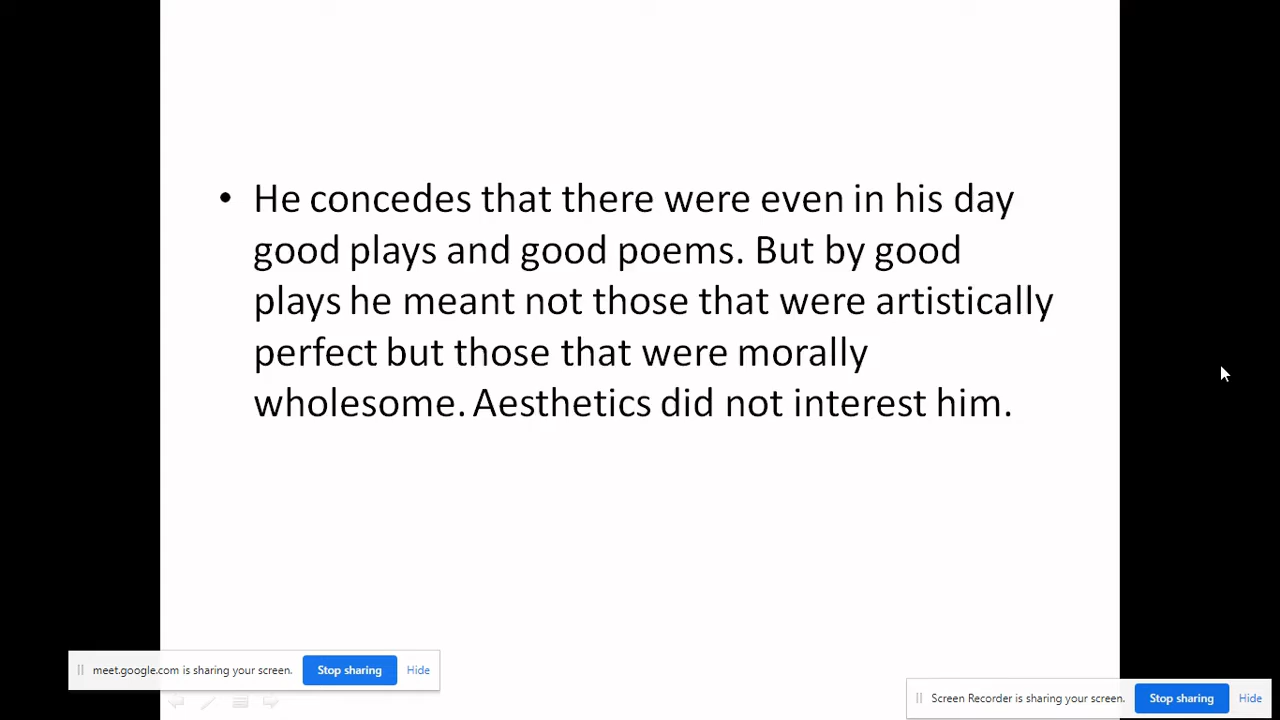 • He concedes that there were even in his day
good plays and good poems. But by good
plays he meant not those that were artistically
perfect but those that were morally
wholesome. Aesthetics did not interest him.
meet.google.com is sharing your screen. Stop sharing Hide
Screen Recorder is sharing your screen. Stop sharing Hide